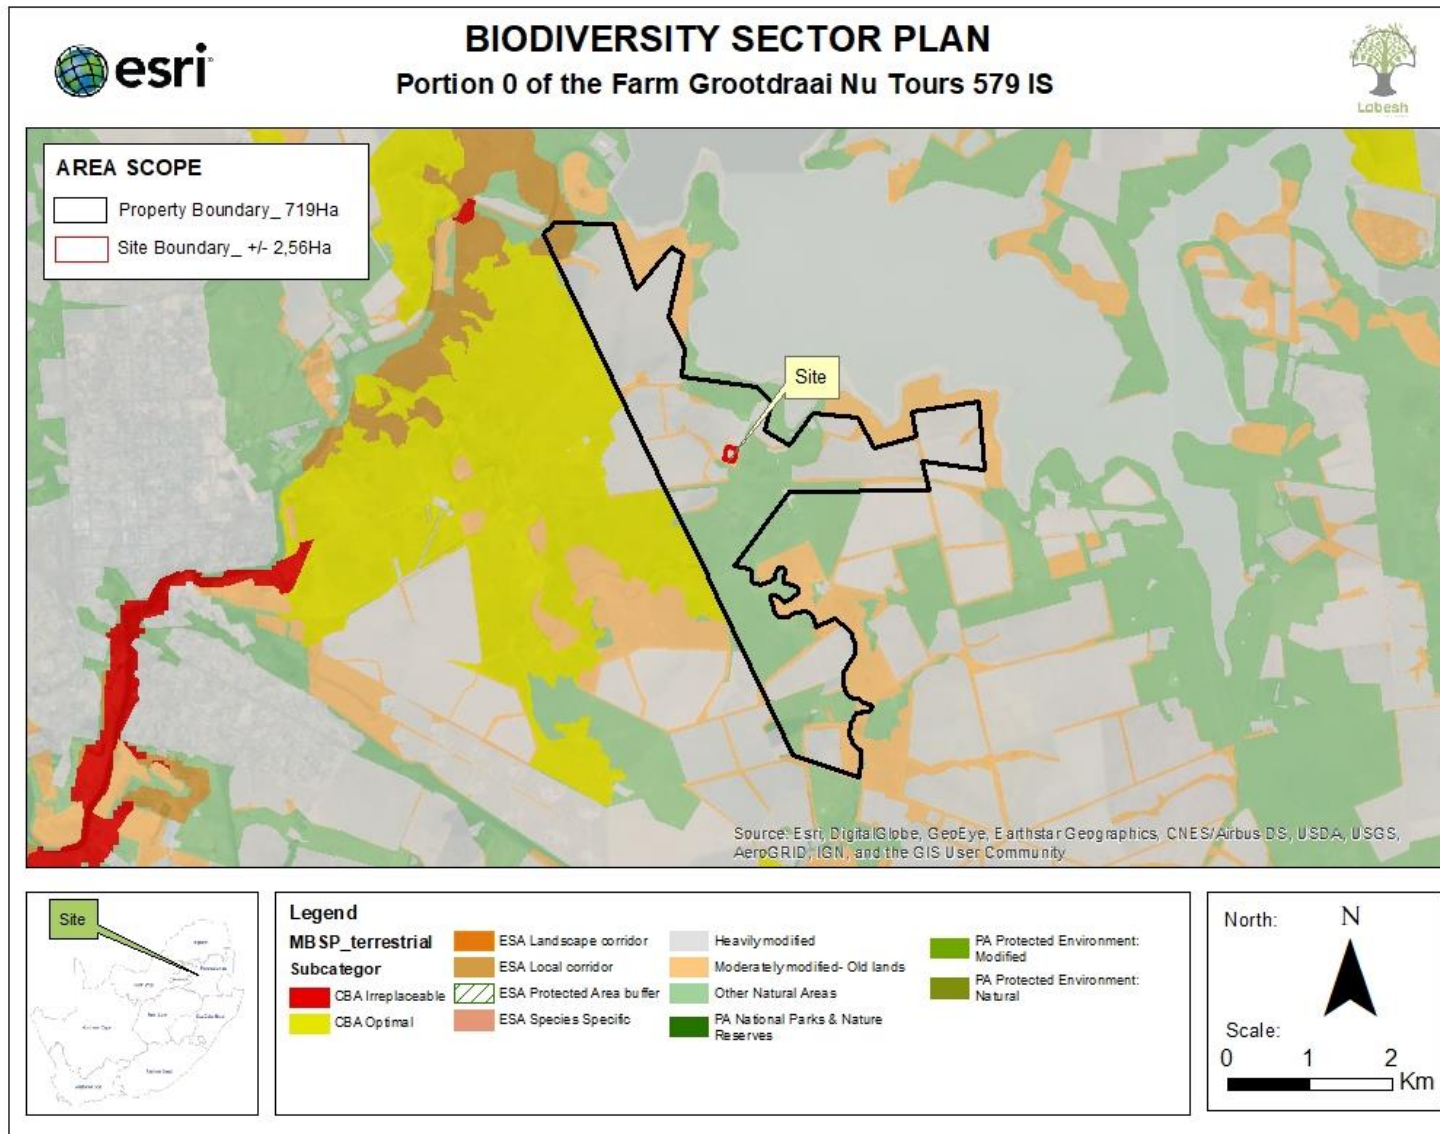 BIODIVERSITY SECTOR PLAN
Portion 0 of the Farm Grootdraai Nu Tours 579 IS
esri
Labesh
AREA SCOPE
Property Boundary_ 719Ha
Site Boundary_ +/- 2,56Ha
Site
Source: Esri, DigitalGlobe, GeoEye, Earthstar Geographics, CNES/Airbus DS, USDA, USGS,
AeroGRID, IGN, and the GIS User Community
Site
Legend
MBSP_terrestrial
Subcategor
CBA Irreplaceable
CBA Optimal
ESA Landscape corridor
ESA Local corridor
ESA Protected Area buffer
ESA Species Specific
Heavily modified
Moderately modified- Old lands
Other Natural Areas
PA National Parks & Nature
Reserves
PA Protected Environment:
Modified
PA Protected Environment:
Natural
North:
N
Scale:
0 1 2
Km